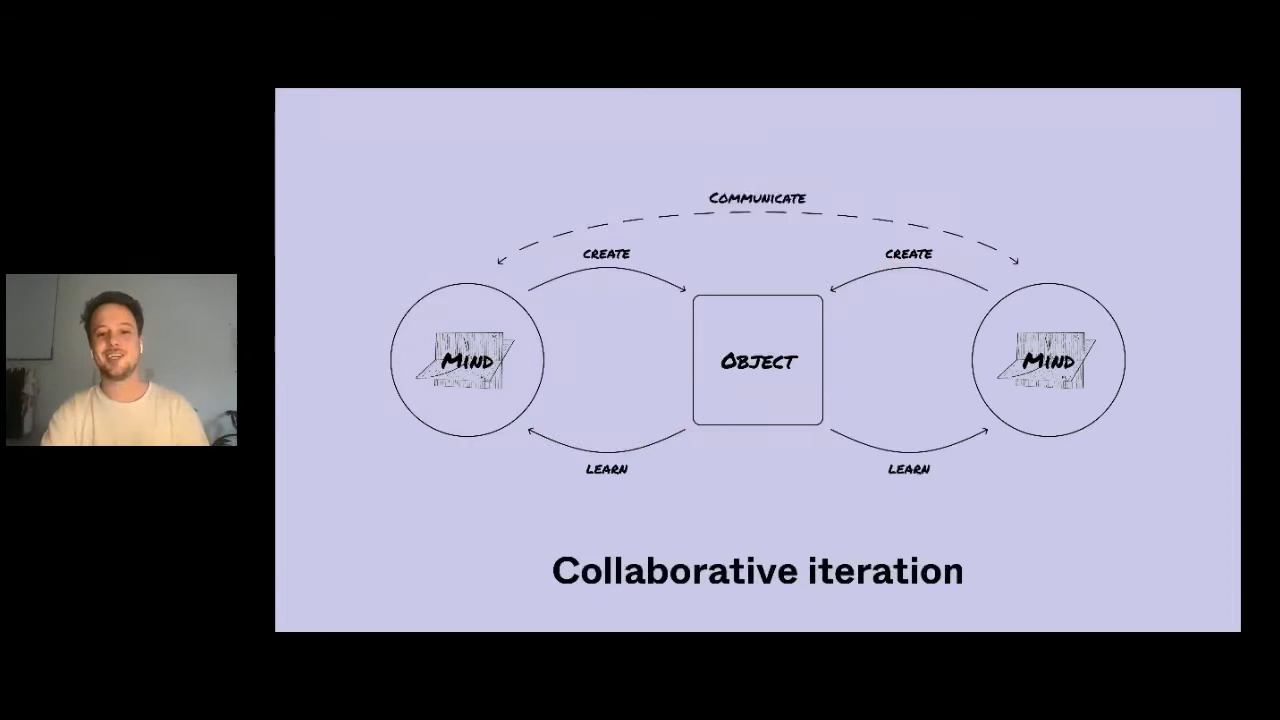 COMMUNICATE
CREATE
CREATE
MIND
OBJECT
MIND
LEARN
LEARN
Collaborative iteration